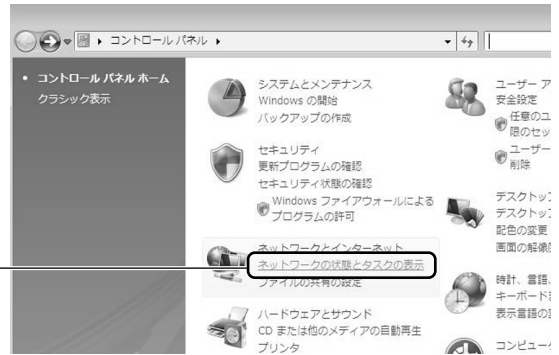 コントロール パネル
コントロール パネル ホーム
クラシック表示
システムとメンテナンス
Windows の開始
バックアップの作成
セキュリティ
更新プログラムの確認
セキュリティ状態の確認
Windows ファイアウォールによる
プログラムの許可
ネットワークとインターネット
ネットワークの状態とタスクの表示
ファイルの共有の設定
ハードウェアとサウンド
CD または他のメディアの自動再生
プリンタ
ユーザー ア
安全設定
任意のユ
限のセッ
ユーザー
削除
デスクトップ
デスクトップ
配色の変更
画面の解像
時計、言語、
キーボード
表示言語の
コンピュータ